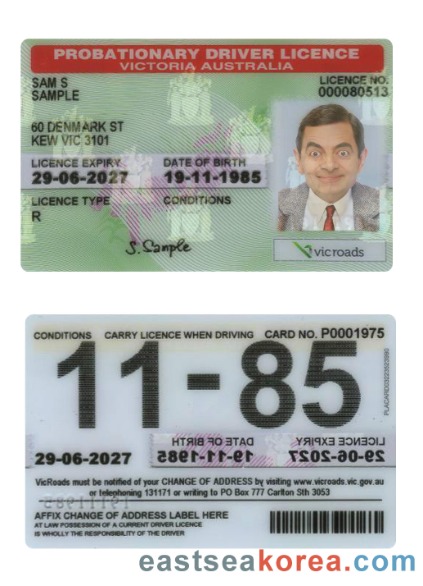 PROBATIONARY DRIVER LICENCE
VICTORIA AUSTRALIA
SAM S
SAMPLE
LICENCE NO.
000080513
60 DENMARK ST
KEW VIC 3101
LICENCE EXPIRY DATE OF BIRTH
29-06-2027 19-11-1985
LICENCE TYPE CONDITIONS
R
S. Sample
vicroads
CONDITIONS CARRY LICENCE WHEN DRIVING CARD NO. P0001975
11-85
LICENCE EXPIRY DATE OF BIRTH
29-06-2027 19-11-1985 29-06-2027
VicRoads must be notified of your CHANGE OF ADDRESS by visiting www.vicroads.vic.gov.au
or telephoning 131171 or writing to PO Box 777 Carlton Sth 3053
AFFIX CHANGE OF ADDRESS LABEL HERE
AT LAW POSSESSION OF A CURRENT DRIVER LICENCE
IS WHOLLY THE RESPONSIBILITY OF THE DRIVER
eastseakorea.com